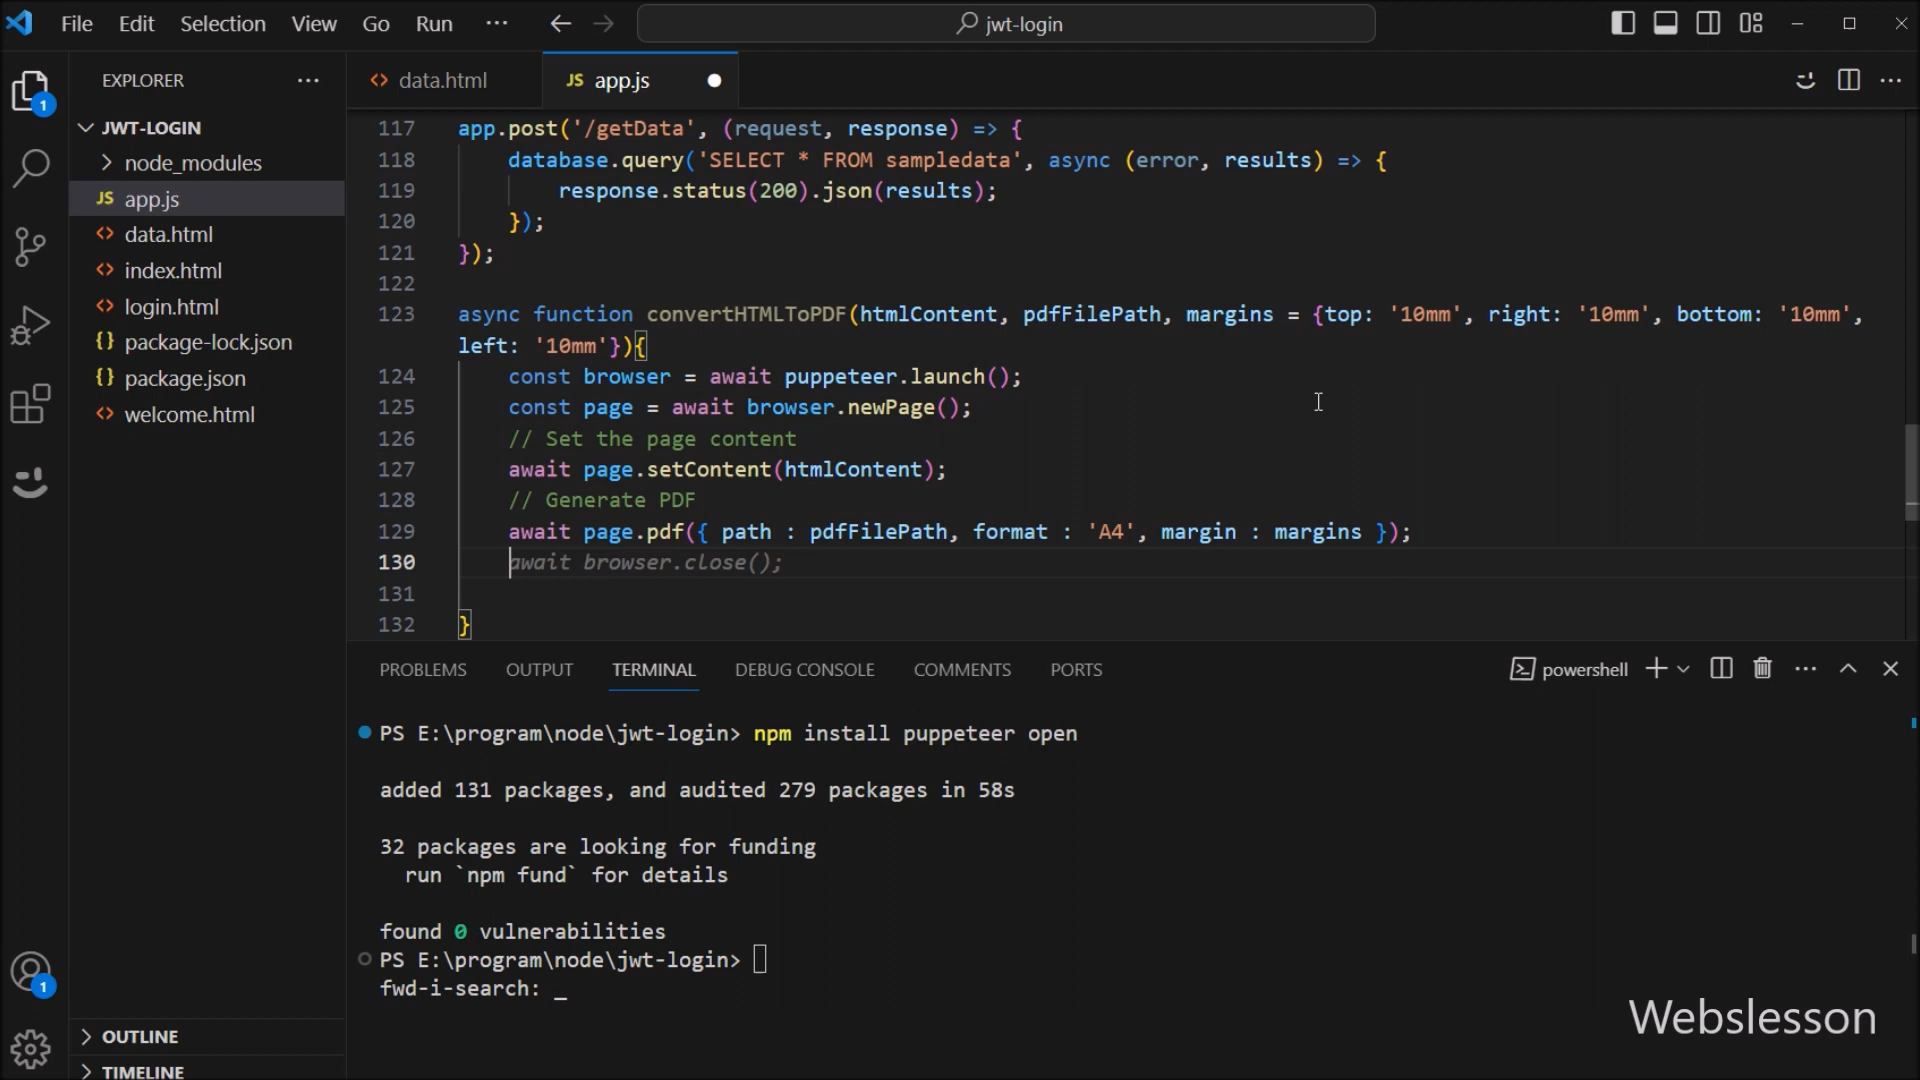 File Edit Selection View Go Run ··· jwt-login
EXPLORER ···
data.html
JS app.js
1
JWT-LOGIN
node_modules
JS app.js
data.html
index.html
login.html
{} package-lock.json
{} package.json
welcome.html
117 app.post('/getData', (request, response) => {
118 database.query('SELECT * FROM sampledata', async (error, results) => {
119 response.status(200).json(results);
120 });
121 });
122
123 async function convertHTMLToPDF(htmlContent, pdfFilePath, margins = {top: '10mm', right: '10mm', bottom: '10mm',
left: '10mm'}){
124 const browser = await puppeteer.launch();
125 const page = await browser.newPage();
126 // Set the page content
127 await page.setContent(htmlContent);
128 // Generate PDF
129 await page.pdf({ path : pdfFilePath, format : 'A4', margin : margins });
130 await browser.close();
131
132 }
PROBLEMS OUTPUT TERMINAL DEBUG CONSOLE COMMENTS PORTS powershell
PS E:\program\node\jwt-login> npm install puppeteer open
added 131 packages, and audited 279 packages in 58s
32 packages are looking for funding
run `npm fund` for details
found 0 vulnerabilities
PS E:\program\node\jwt-login>
fwd-i-search: _
1
OUTLINE
TIMELINE
Webslesson